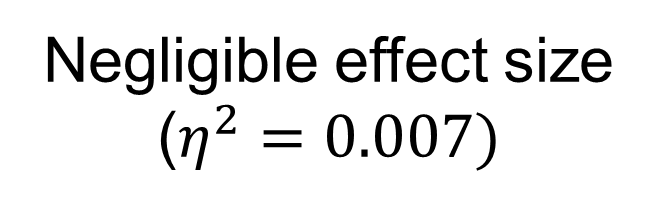 Negligible effect size
(η² = 0.007)